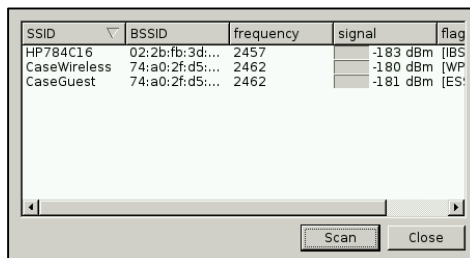 SSID BSSID frequency signal flag
HP784C16 02:2b:fb:3d:... 2457 -183 dBm [IBS
CaseWireless 74:a0:2f:d5:... 2462 -180 dBm [WP
CaseGuest 74:a0:2f:d5:... 2462 -181 dBm [ES
Scan Close